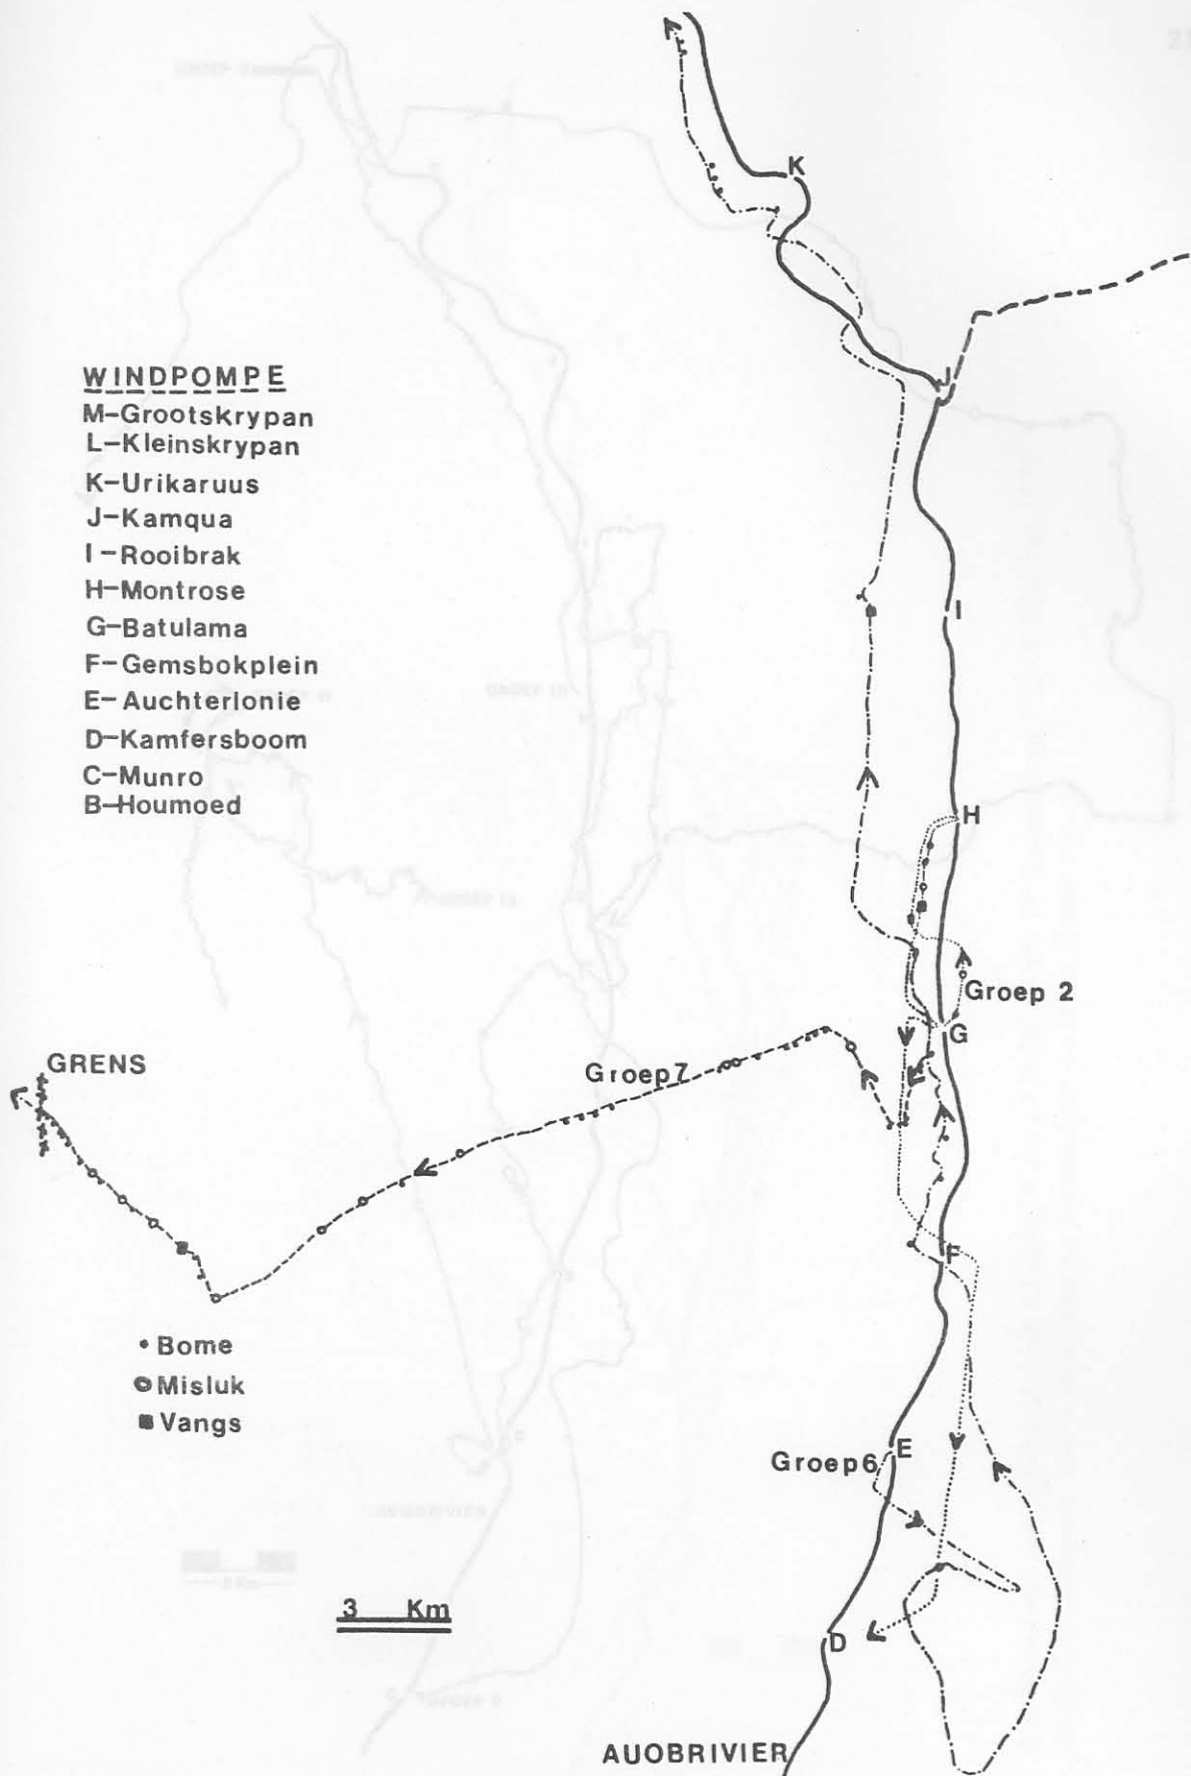 K
WINDPOMPE
M-Grootskrypan
L-Kleinskrypan
K-Urikaruus
J-Kamqua
I-Rooibrak
H-Montrose
G-Batulama
F-Gemsbokplein
E-Auchterlonie
D-Kamfersboom
C-Munro
B-Houmoed
J
I
H
Groep 2
G
GRENS
Groep7
F
• Bome
Misluk
Vangs
E
Groep6
3 Km
D
AUOBRIVIER